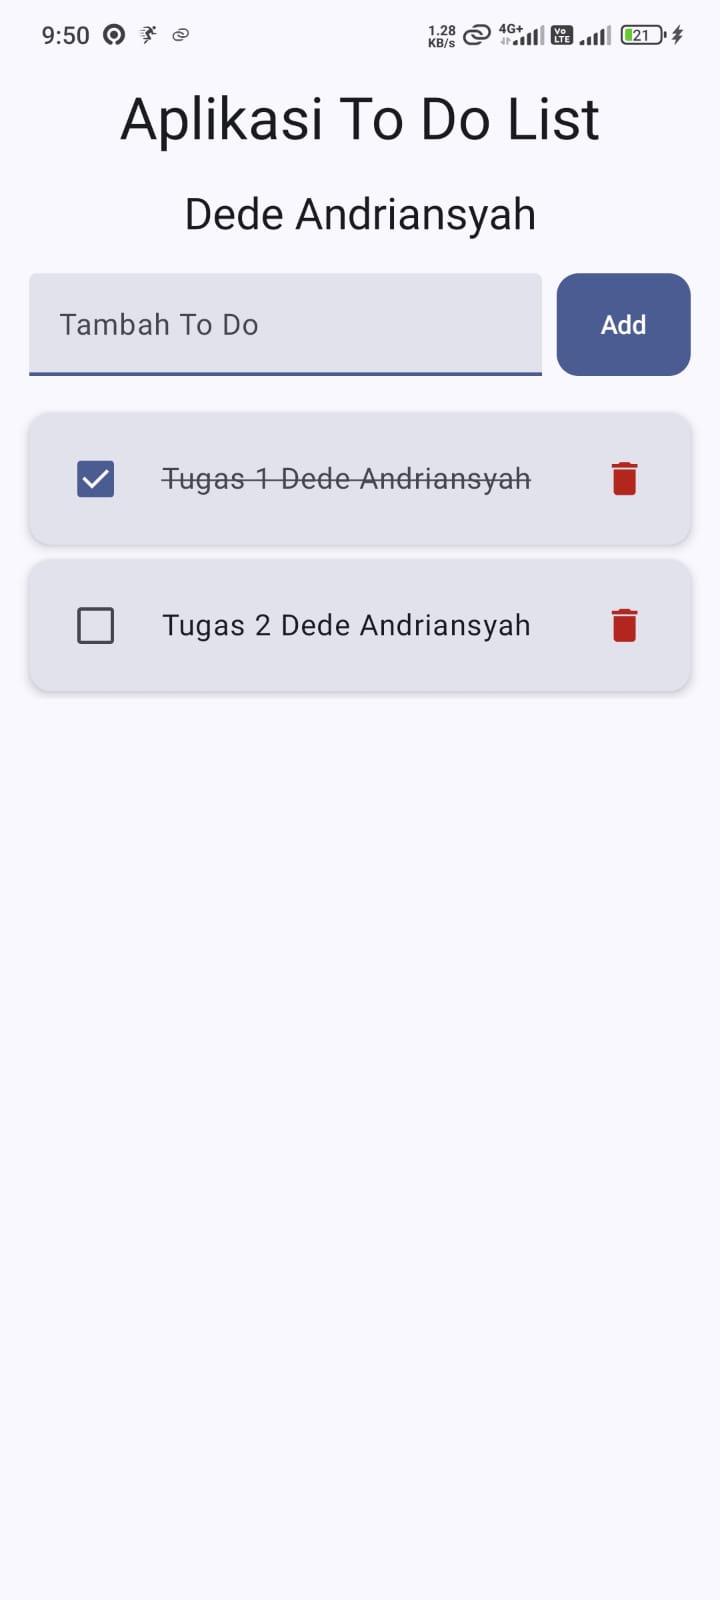 9:50 1.28 KB/s 4G+ Vo LTE 21
Aplikasi To Do List
Dede Andriansyah
Tambah To Do Add
Tugas 1 Dede Andriansyah
Tugas 2 Dede Andriansyah